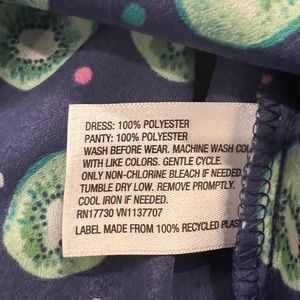 DRESS: 100% POLYESTER
PANTY: 100% POLYESTER
WASH BEFORE WEAR. MACHINE WASH
WITH LIKE COLORS. GENTLE CYCLE.
ONLY NON-CHLORINE BLEACH IF NEEDED.
TUMBLE DRY LOW. REMOVE PROMPTLY.
COOL IRON IF NEEDED.
RN17730 VN1137707
LABEL MADE FROM 100% RECYCLED